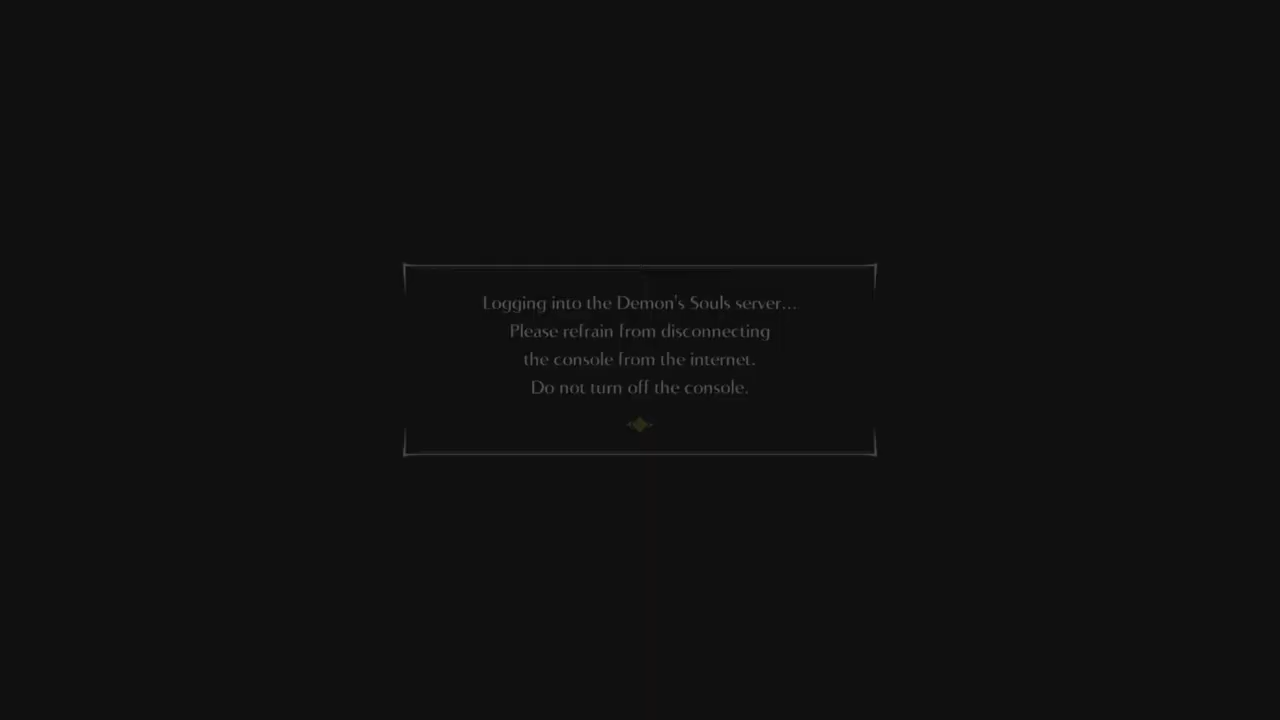 Logging into the Demon's Souls server...
Please refrain from disconnecting
the console from the internet.
Do not turn off the console.